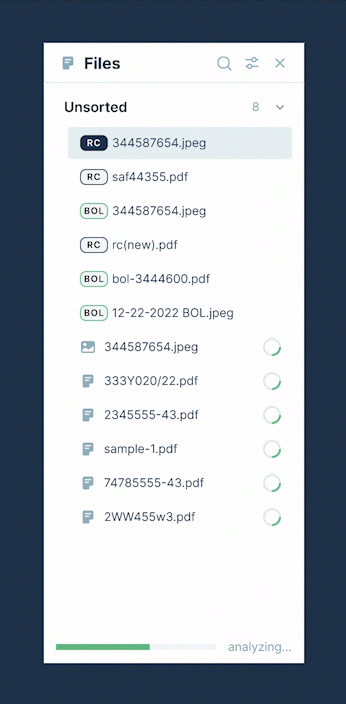 Files
Unsorted 8
RC 344587654.jpeg
RC saf44355.pdf
BOL 344587654.jpeg
RC rc(new).pdf
BOL bol-3444600.pdf
BOL 12-22-2022 BOL.jpeg
344587654.jpeg
333Y020/22.pdf
2345555-43.pdf
sample-1.pdf
74785555-43.pdf
2WW455w3.pdf
analyzing...